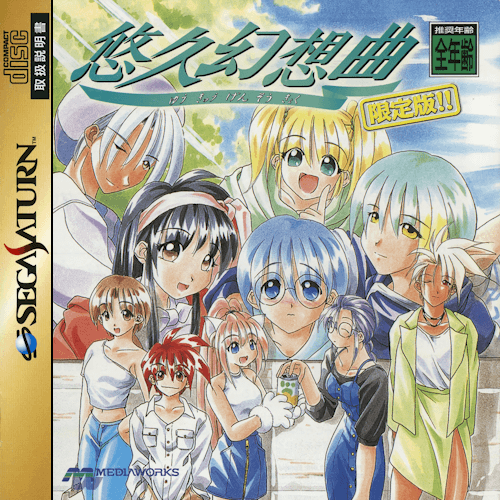 COMPACT
disc
取扱説明書
SEGA SATURN™
悠久幻想曲
ゆうきゅうげんそうきょく
推奨年齢
全年齢
限定版!!
MEDIAWORKS